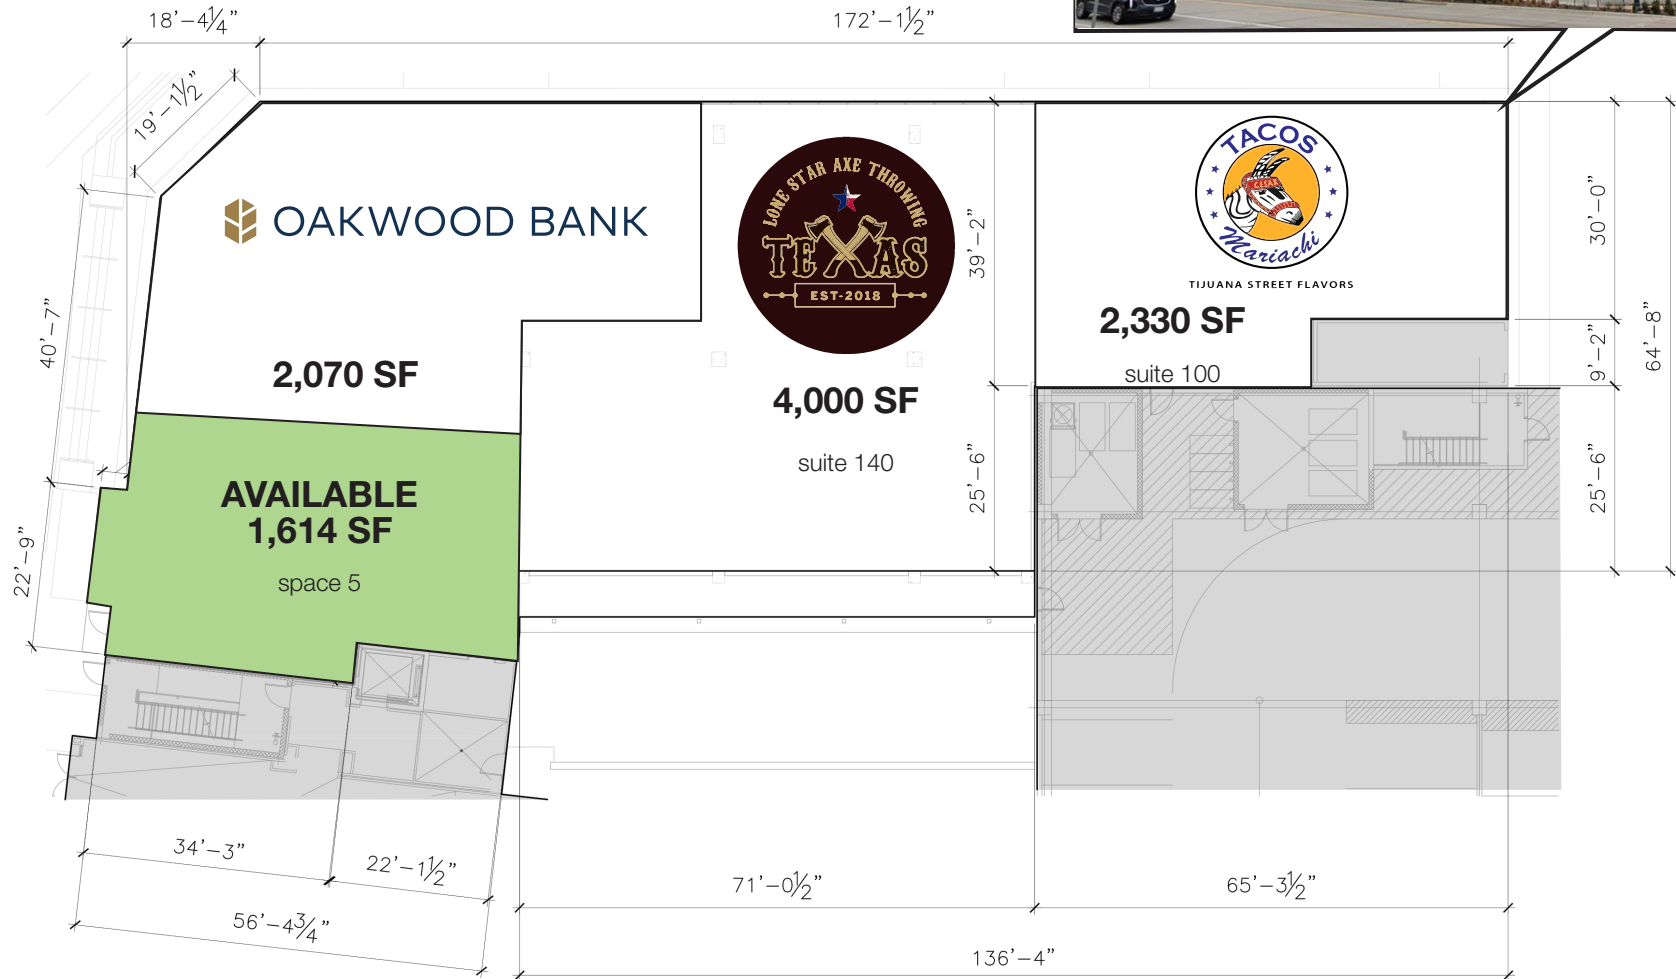 18'-4¼"
172'-1½"
19'-1½"
40'-7"
22'-9"
OAKWOOD BANK
2,070 SF
AVAILABLE
1,614 SF
space 5
LONE STAR AXE THROWING
TEXAS
EST-2018
4,000 SF
suite 140
39'-2"
25'-6"
TACOS
CESAR
Mariachi
TIJUANA STREET FLAVORS
2,330 SF
suite 100
30'-0"
9'-2"
64'-8"
25'-6"
34'-3"
22'-1½"
56'-4¾"
71'-0½"
65'-3½"
136'-4"